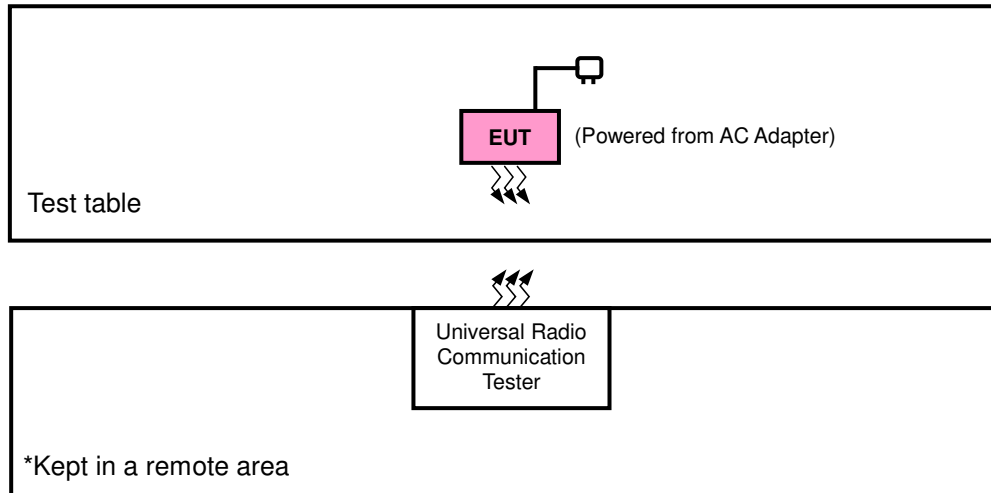 EUT
(Powered from AC Adapter)
Test table
Universal Radio
Communication
Tester
*Kept in a remote area